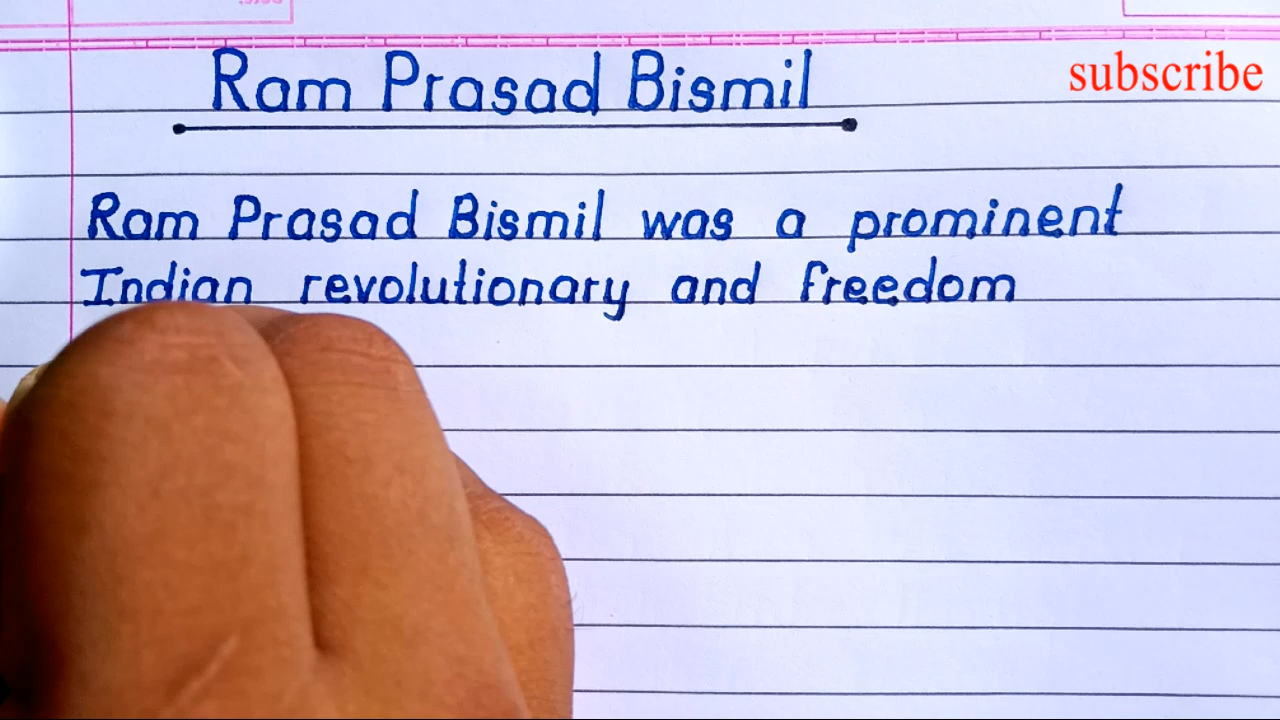 subscribe
Ram Prasad Bismil
Ram Prasad Bismil was a prominent
Indian revolutionary and freedom